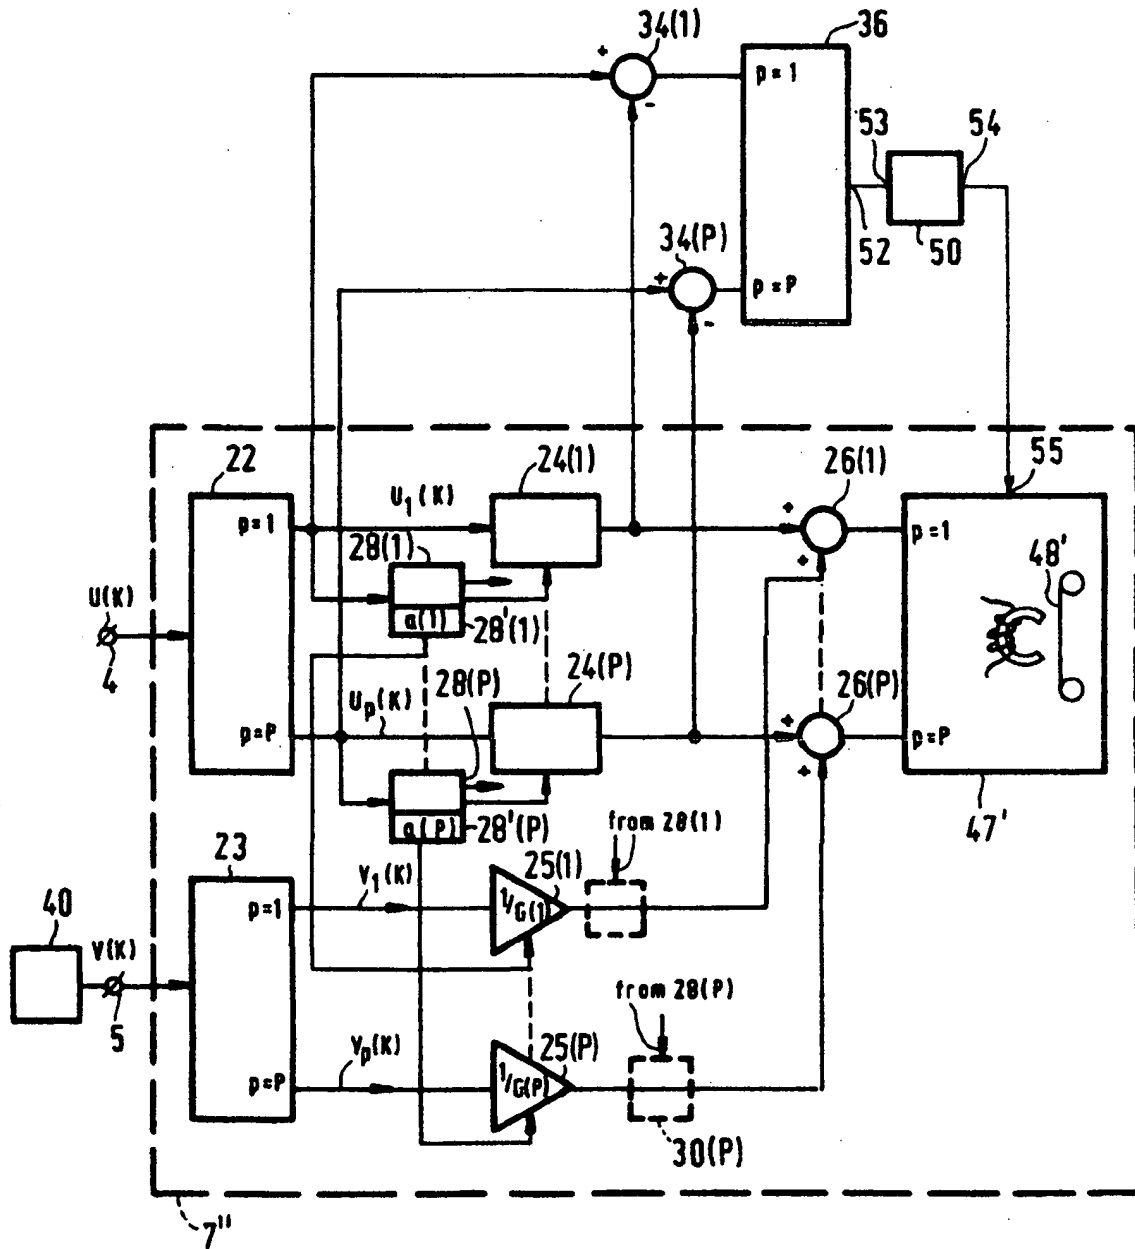 34(1)
36
+
p = 1
-
53
54
34(P)
52
50
+
p = P
-
22
24(1)
26(1)
55
p = 1
U₁(K)
+
p = 1
28(1)
+
48'
U(K)
a(1)
28'(1)
4
28(P)
24(P)
26(P)
Uₚ(K)
p = P
+
p = P
+
a(P)
28'(P)
from 28(1)
47'
23
V₁(K)
25(1)
40
p = 1
1/G(1)
V(K)
from 28(P)
5
Vₚ(K)
25(P)
p = P
1/G(P)
30(P)
7"